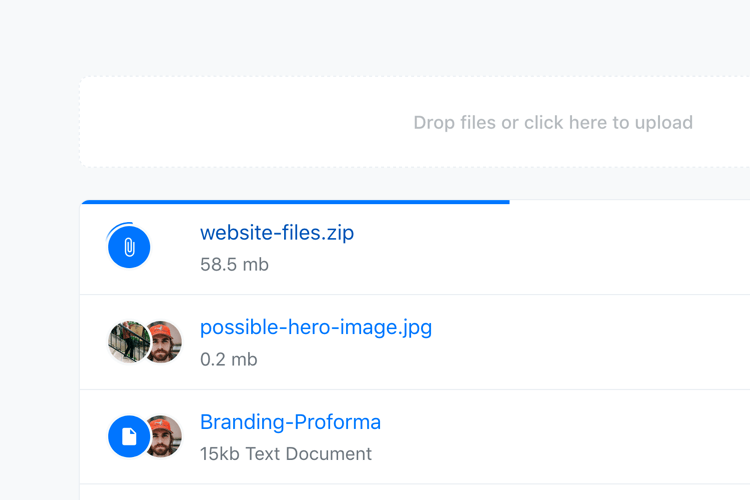 Drop files or click here to upload
website-files.zip
58.5 mb
possible-hero-image.jpg
0.2 mb
Branding-Proforma
15kb Text Document